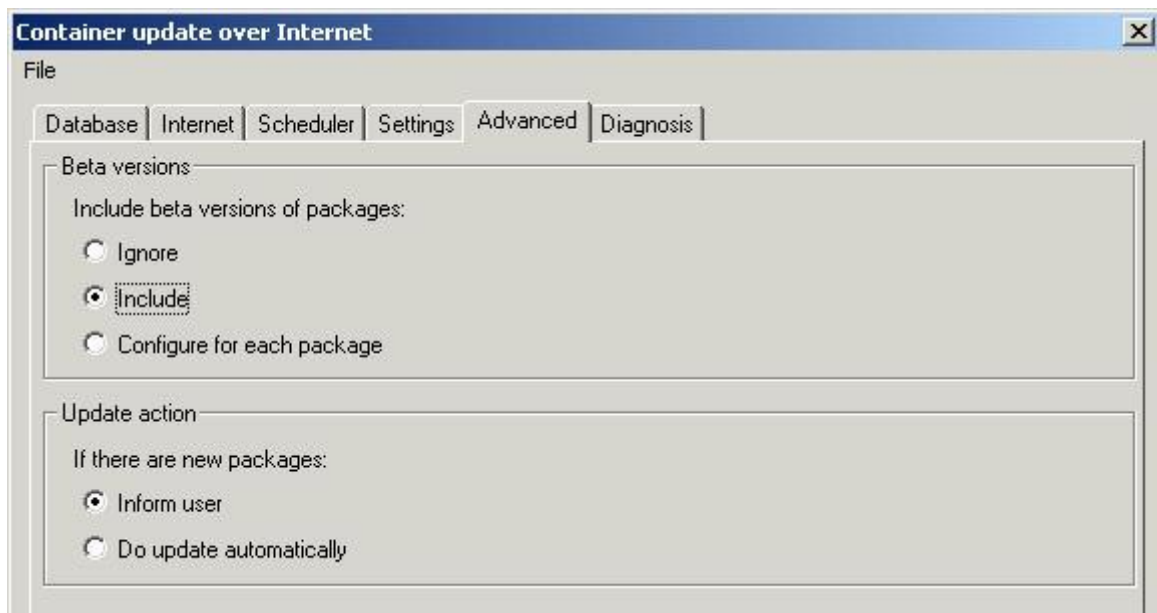 Container update over Internet
File
Database Internet Scheduler Settings Advanced Diagnosis
Beta versions
Include beta versions of packages:
Ignore
Include
Configure for each package
Update action
If there are new packages:
Inform user
Do update automatically